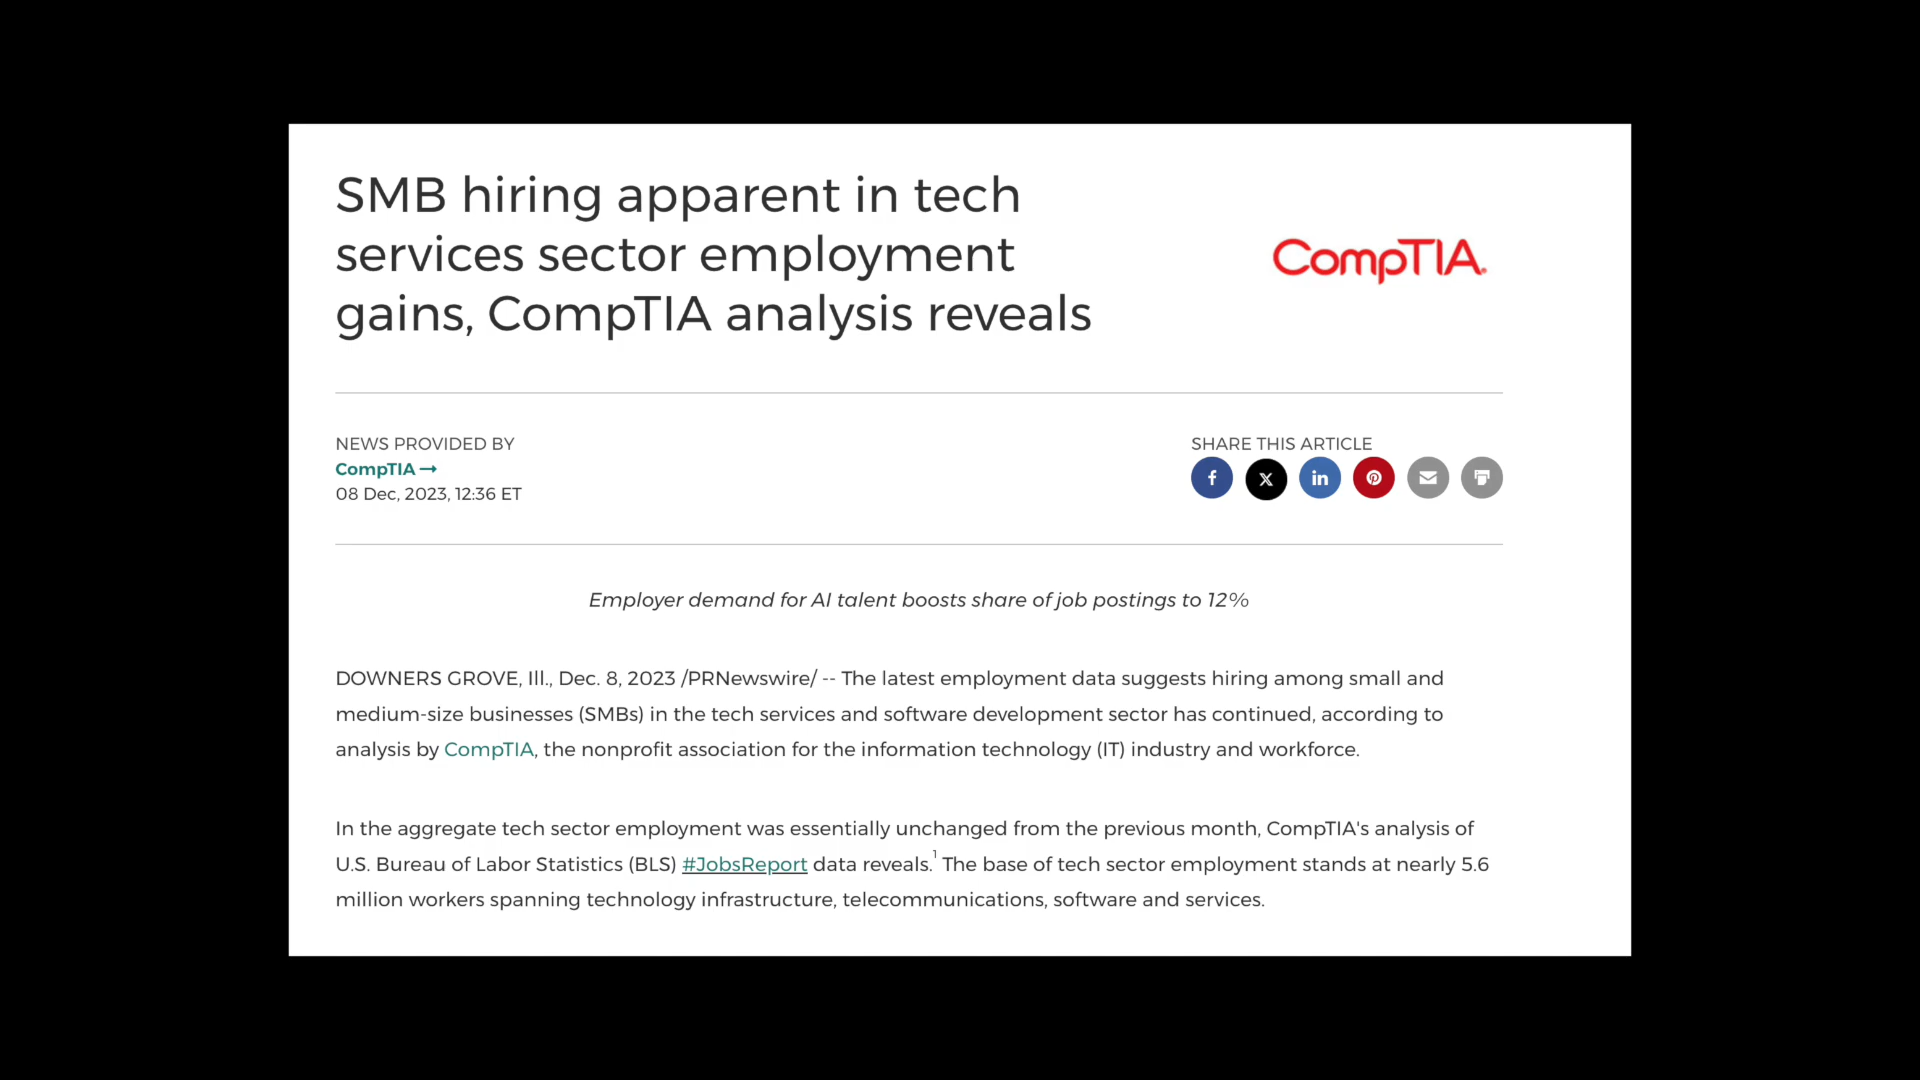 SMB hiring apparent in tech
services sector employment
gains, CompTIA analysis reveals
CompTIA.
NEWS PROVIDED BY
CompTIA →
08 Dec, 2023, 12:36 ET
SHARE THIS ARTICLE
Employer demand for AI talent boosts share of job postings to 12%
DOWNERS GROVE, Ill., Dec. 8, 2023 /PRNewswire/ -- The latest employment data suggests hiring among small and
medium-size businesses (SMBs) in the tech services and software development sector has continued, according to
analysis by CompTIA, the nonprofit association for the information technology (IT) industry and workforce.
In the aggregate tech sector employment was essentially unchanged from the previous month, CompTIA's analysis of
U.S. Bureau of Labor Statistics (BLS) #JobsReport data reveals.¹ The base of tech sector employment stands at nearly 5.6
million workers spanning technology infrastructure, telecommunications, software and services.